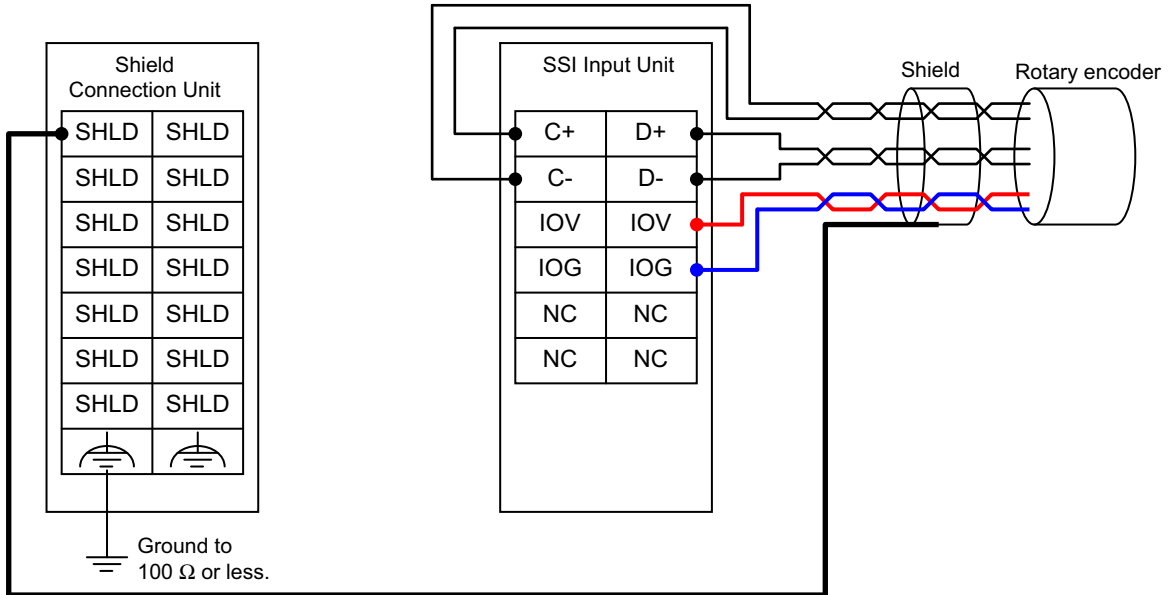 Shield
Connection Unit
SHLD SHLD
SHLD SHLD
SHLD SHLD
SHLD SHLD
SHLD SHLD
SHLD SHLD
SHLD SHLD
Ground to
100 Ω or less.
SSI Input Unit
C+ D+
C- D-
IOV IOV
IOG IOG
NC NC
NC NC
Shield
Rotary encoder